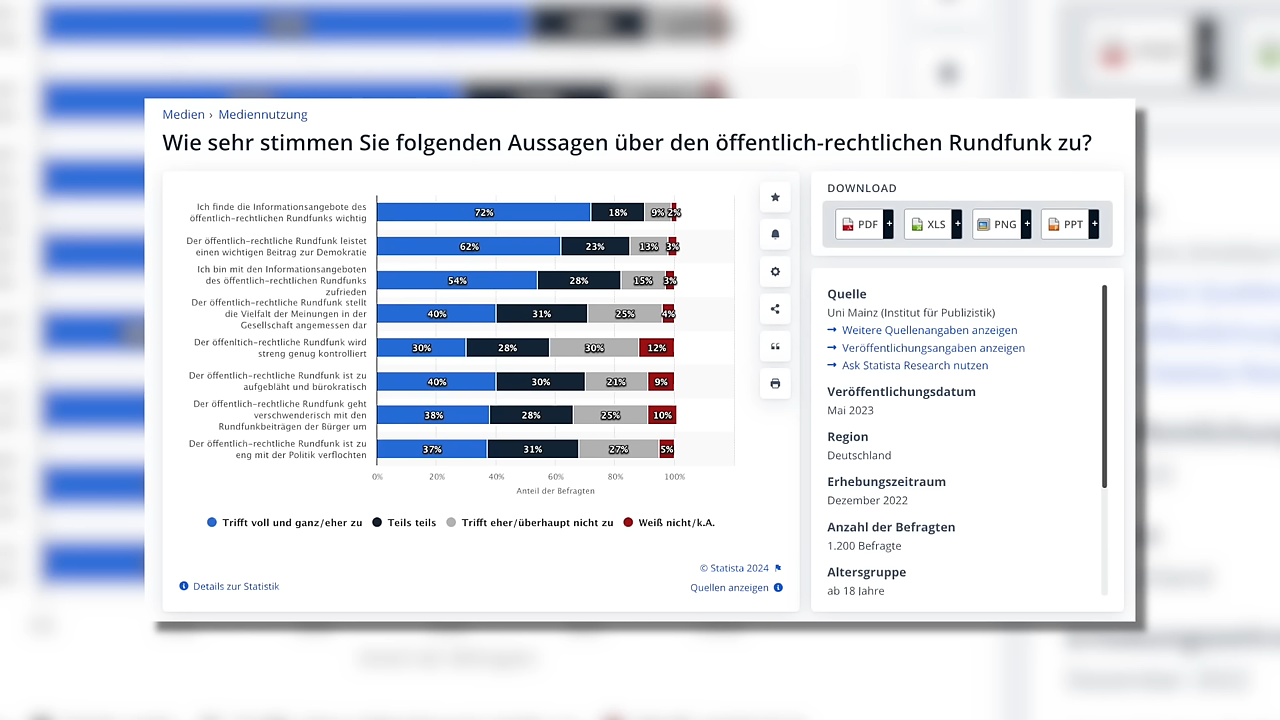 Medien › Mediennutzung
Wie sehr stimmen Sie folgenden Aussagen über den öffentlich-rechtlichen Rundfunk zu?
Ich finde die Informationsangebote des
öffentlich-rechtlichen Rundfunks wichtig
72% 18% 9% 2%
Der öffentlich-rechtliche Rundfunk leistet
einen wichtigen Beitrag zur Demokratie
62% 23% 13% 3%
Ich bin mit den Informationsangeboten
des öffentlich-rechtlichen Rundfunks
zufrieden
54% 28% 15% 3%
Der öffentlich-rechtliche Rundfunk stellt
die Vielfalt der Meinungen in der
Gesellschaft angemessen dar
40% 31% 25% 4%
Der öffentlich-rechtliche Rundfunk wird
streng genug kontrolliert
30% 28% 30% 12%
Der öffentlich-rechtliche Rundfunk ist zu
aufgebläht und bürokratisch
40% 30% 21% 9%
Der öffentlich-rechtliche Rundfunk geht
verschwenderisch mit den
Rundfunkbeiträgen der Bürger um
38% 28% 25% 10%
Der öffentlich-rechtliche Rundfunk ist zu
eng mit der Politik verflochten
37% 31% 27% 5%
0% 20% 40% 60% 80% 100%
Anteil der Befragten
Trifft voll und ganz/eher zu Teils teils Trifft eher/überhaupt nicht zu Weiß nicht/k.A.
© Statista 2024
Details zur Statistik
Quellen anzeigen
DOWNLOAD
PDF + XLS + PNG + PPT +
Quelle
Uni Mainz (Institut für Publizistik)
→ Weitere Quellenangaben anzeigen
→ Veröffentlichungsangaben anzeigen
→ Ask Statista Research nutzen
Veröffentlichungsdatum
Mai 2023
Region
Deutschland
Erhebungszeitraum
Dezember 2022
Anzahl der Befragten
1.200 Befragte
Altersgruppe
ab 18 Jahre